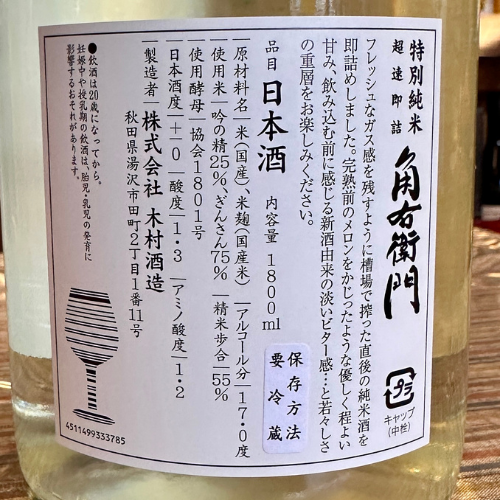 特別純米
超速即詰
角右衛門
フレッシュなガス感を残すように槽場で搾った直後の純米酒を
即詰めしました。完熟前のメロンをかじったような優しく程よい
甘み、飲み込む前に感じる新酒由来の淡いビター感…と若々しさ
の重層をお楽しみください。
品目 日本酒 内容量 1800ml
原材料名 米(国産)、米麹(国産米) アルコール分 17・0度
使用米 吟の精25%、ぎんさん75% 精米歩合 55%
使用酵母 協会1801号
日本酒度 +0 酸度 1・3 アミノ酸度 1・2
製造者 株式会社 木村酒造
秋田県湯沢市田町2丁目1番11号
●飲酒は20歳になってから。
妊娠中や授乳期の飲酒は、胎児・乳児の発育に
影響するおそれがあります。
保存方法
要冷蔵
プラ
キャップ
(中栓)
4511499333785